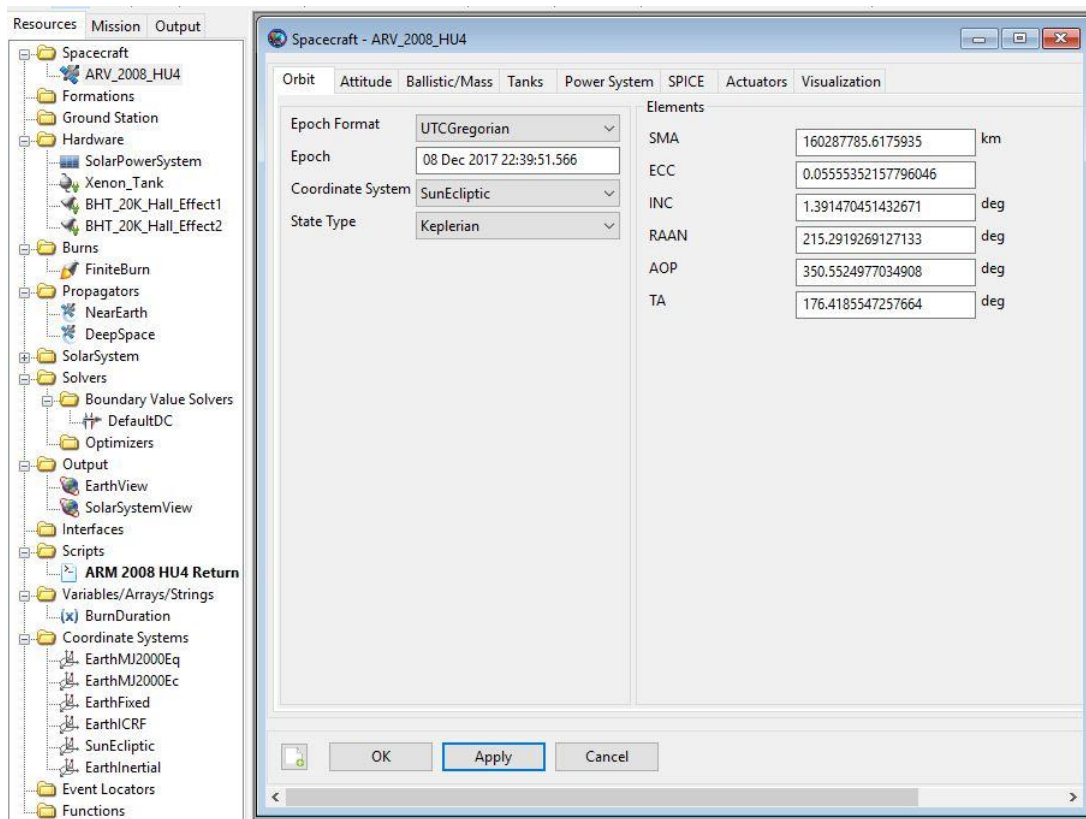 Resources Mission Output
Spacecraft
ARV_2008_HU4
Formations
Ground Station
Hardware
SolarPowerSystem
Xenon_Tank
BHT_20K_Hall_Effect1
BHT_20K_Hall_Effect2
Burns
FiniteBurn
Propagators
NearEarth
DeepSpace
SolarSystem
Solvers
Boundary Value Solvers
DefaultDC
Optimizers
Output
EarthView
SolarSystemView
Interfaces
Scripts
ARM 2008 HU4 Return
Variables/Arrays/Strings
(x) BurnDuration
Coordinate Systems
EarthMJ2000Eq
EarthMJ2000Ec
EarthFixed
EarthICRF
SunEcliptic
EarthInertial
Event Locators
Functions
Spacecraft - ARV_2008_HU4
Orbit Attitude Ballistic/Mass Tanks Power System SPICE Actuators Visualization
Epoch Format UTCGregorian
Epoch 08 Dec 2017 22:39:51.566
Coordinate System SunEcliptic
State Type Keplerian
Elements
SMA 160287785.6175935 km
ECC 0.05555352157796046
INC 1.391470451432671 deg
RAAN 215.2919269127133 deg
AOP 350.5524977034908 deg
TA 176.4185547257664 deg
OK Apply Cancel